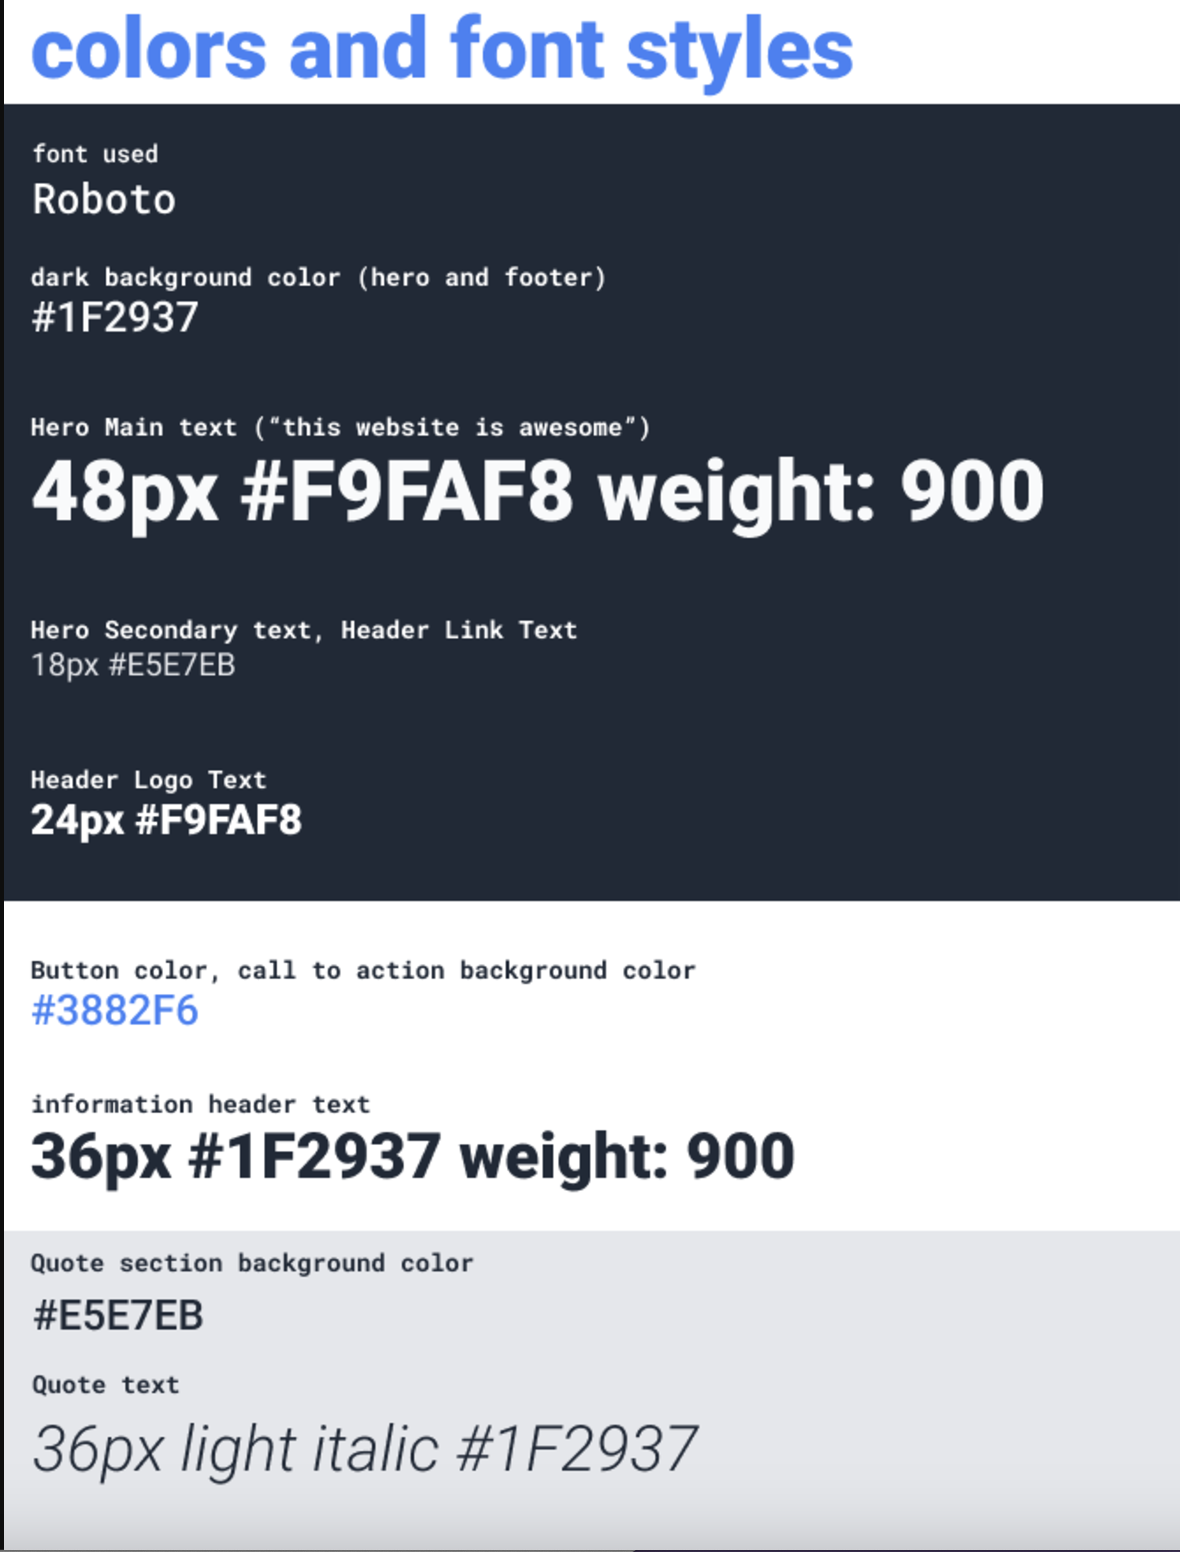 colors and font styles
font used
Roboto
dark background color (hero and footer)
#1F2937
Hero Main text (“this website is awesome”)
48px #F9FAF8 weight: 900
Hero Secondary text, Header Link Text
18px #E5E7EB
Header Logo Text
24px #F9FAF8
Button color, call to action background color
#3882F6
information header text
36px #1F2937 weight: 900
Quote section background color
#E5E7EB
Quote text
36px light italic #1F2937